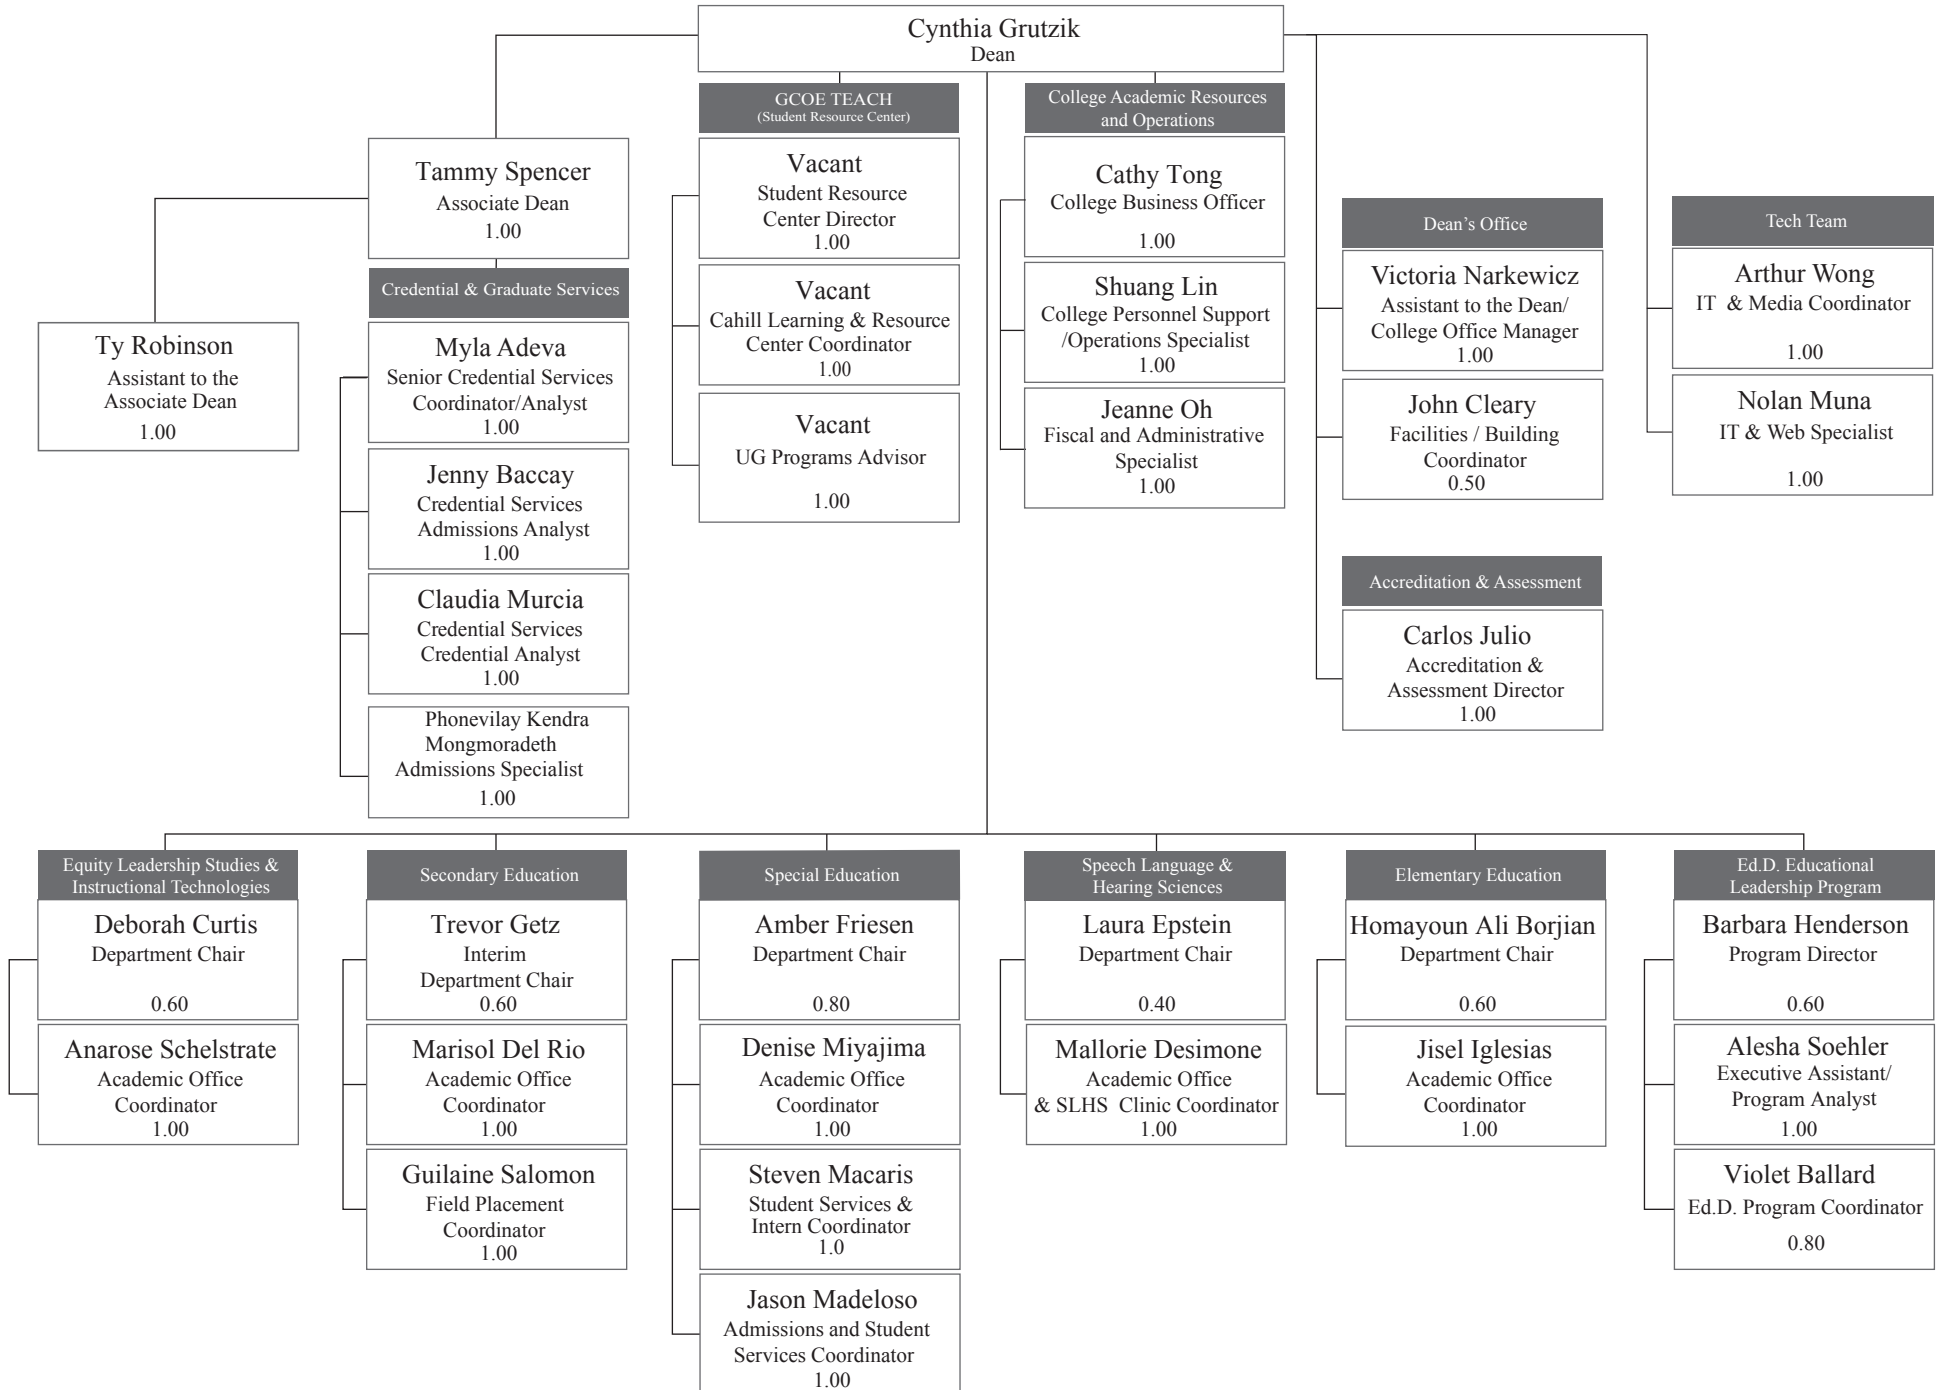 Cynthia Grutzik
Dean
Tammy Spencer
Associate Dean
1.00
Ty Robinson
Assistant to the
Associate Dean
1.00
Credential & Graduate Services
Myla Adeva
Senior Credential Services
Coordinator/Analyst
1.00
Jenny Baccay
Credential Services
Admissions Analyst
1.00
Claudia Murcia
Credential Services
Credential Analyst
1.00
Phonevilay Kendra
Mongmoradeth
Admissions Specialist
1.00
GCOE TEACH
(Student Resource Center)
Vacant
Student Resource
Center Director
1.00
Vacant
Cahill Learning & Resource
Center Coordinator
1.00
Vacant
UG Programs Advisor
1.00
College Academic Resources
and Operations
Cathy Tong
College Business Officer
1.00
Shuang Lin
College Personnel Support
/Operations Specialist
1.00
Jeanne Oh
Fiscal and Administrative
Specialist
1.00
Dean’s Office
Victoria Narkewicz
Assistant to the Dean/
College Office Manager
1.00
John Cleary
Facilities / Building
Coordinator
0.50
Accreditation & Assessment
Carlos Julio
Accreditation &
Assessment Director
1.00
Tech Team
Arthur Wong
IT & Media Coordinator
1.00
Nolan Muna
IT & Web Specialist
1.00
Equity Leadership Studies &
Instructional Technologies
Deborah Curtis
Department Chair
0.60
Anarose Schelstrate
Academic Office
Coordinator
1.00
Secondary Education
Trevor Getz
Interim
Department Chair
0.60
Marisol Del Rio
Academic Office
Coordinator
1.00
Guilaine Salomon
Field Placement
Coordinator
1.00
Special Education
Amber Friesen
Department Chair
0.80
Denise Miyajima
Academic Office
Coordinator
1.00
Steven Macaris
Student Services &
Intern Coordinator
1.0
Jason Madeloso
Admissions and Student
Services Coordinator
1.00
Speech Language &
Hearing Sciences
Laura Epstein
Department Chair
0.40
Mallorie Desimone
Academic Office
& SLHS Clinic Coordinator
1.00
Elementary Education
Homayoun Ali Borjian
Department Chair
0.60
Jisel Iglesias
Academic Office
Coordinator
1.00
Ed.D. Educational
Leadership Program
Barbara Henderson
Program Director
0.60
Alesha Soehler
Executive Assistant/
Program Analyst
1.00
Violet Ballard
Ed.D. Program Coordinator
0.80